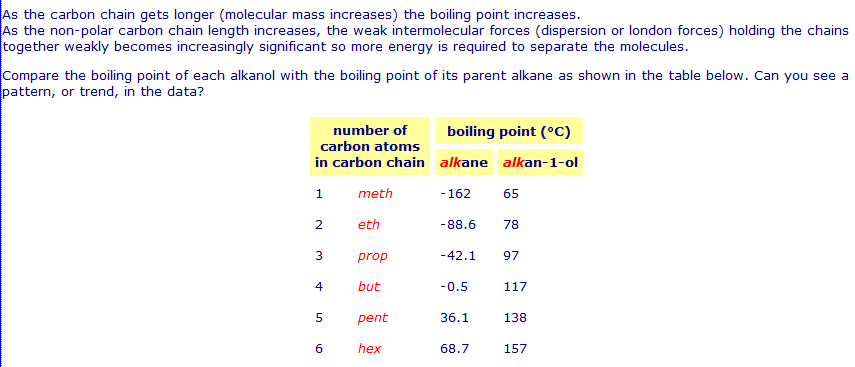 As the carbon chain gets longer (molecular mass increases) the boiling point increases.
As the non-polar carbon chain length increases, the weak intermolecular forces (dispersion or london forces) holding the chains
together weakly becomes increasingly significant so more energy is required to separate the molecules.
Compare the boiling point of each alkanol with the boiling point of its parent alkane as shown in the table below. Can you see a
pattern, or trend, in the data?
number of carbon atoms in carbon chain boiling point (°C)
alkane alkan-1-ol
1 meth -162 65
2 eth -88.6 78
3 prop -42.1 97
4 but -0.5 117
5 pent 36.1 138
6 hex 68.7 157